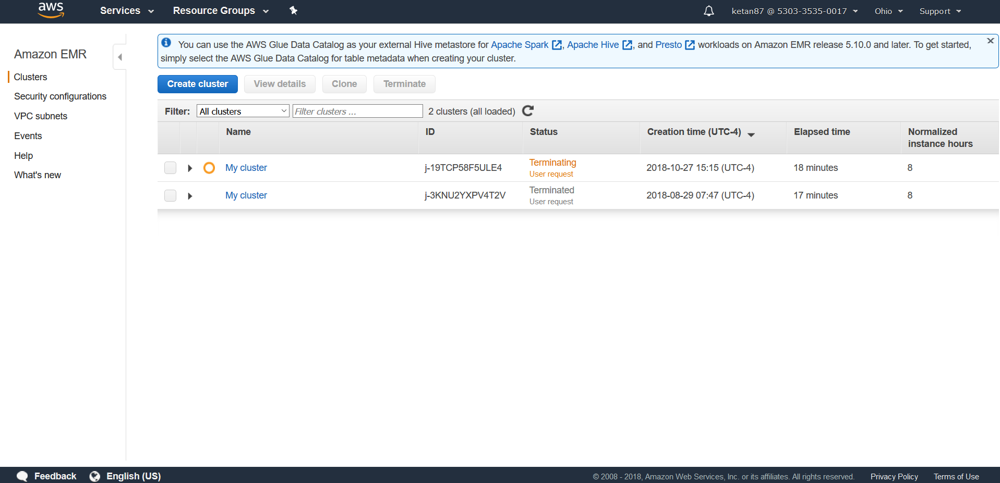 aws Services Resource Groups ketan87 @ 5303-3535-0017 Ohio Support
Amazon EMR
Clusters
Security configurations
VPC subnets
Events
Help
What's new
You can use the AWS Glue Data Catalog as your external Hive metastore for Apache Spark , Apache Hive , and Presto workloads on Amazon EMR release 5.10.0 and later. To get started,
simply select the AWS Glue Data Catalog for table metadata when creating your cluster.
Create cluster View details Clone Terminate
Filter: All clusters Filter clusters ... 2 clusters (all loaded)
Name ID Status Creation time (UTC-4) Elapsed time Normalized
instance hours
My cluster j-19TCP58F5ULE4 Terminating 2018-10-27 15:15 (UTC-4) 18 minutes 8
User request
My cluster j-3KNU2YXPV4T2V Terminated 2018-08-29 07:47 (UTC-4) 17 minutes 8
User request
Feedback English (US) © 2008 - 2018, Amazon Web Services, Inc. or its affiliates. All rights reserved. Privacy Policy Terms of Use